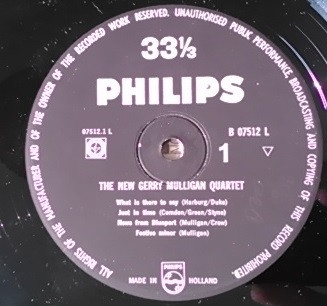 ALL RIGHTS OF THE MANUFACTURER AND OF THE OWNER OF THE RECORDED WORK RESERVED. UNAUTHORISED PUBLIC PERFORMANCE, BROADCASTING AND COPYING OF THIS RECORD PROHIBITED
33⅓
PHILIPS
07512.1 L
B 07512 L
1
THE NEW GERRY MULLIGAN QUARTET
What is there to say (Harburg/Duke)
Just in time (Comden/Green/Styne)
News from Blueport (Mulligan/Crow)
Festive minor (Mulligan)
MADE IN
PHILIPS
HOLLAND